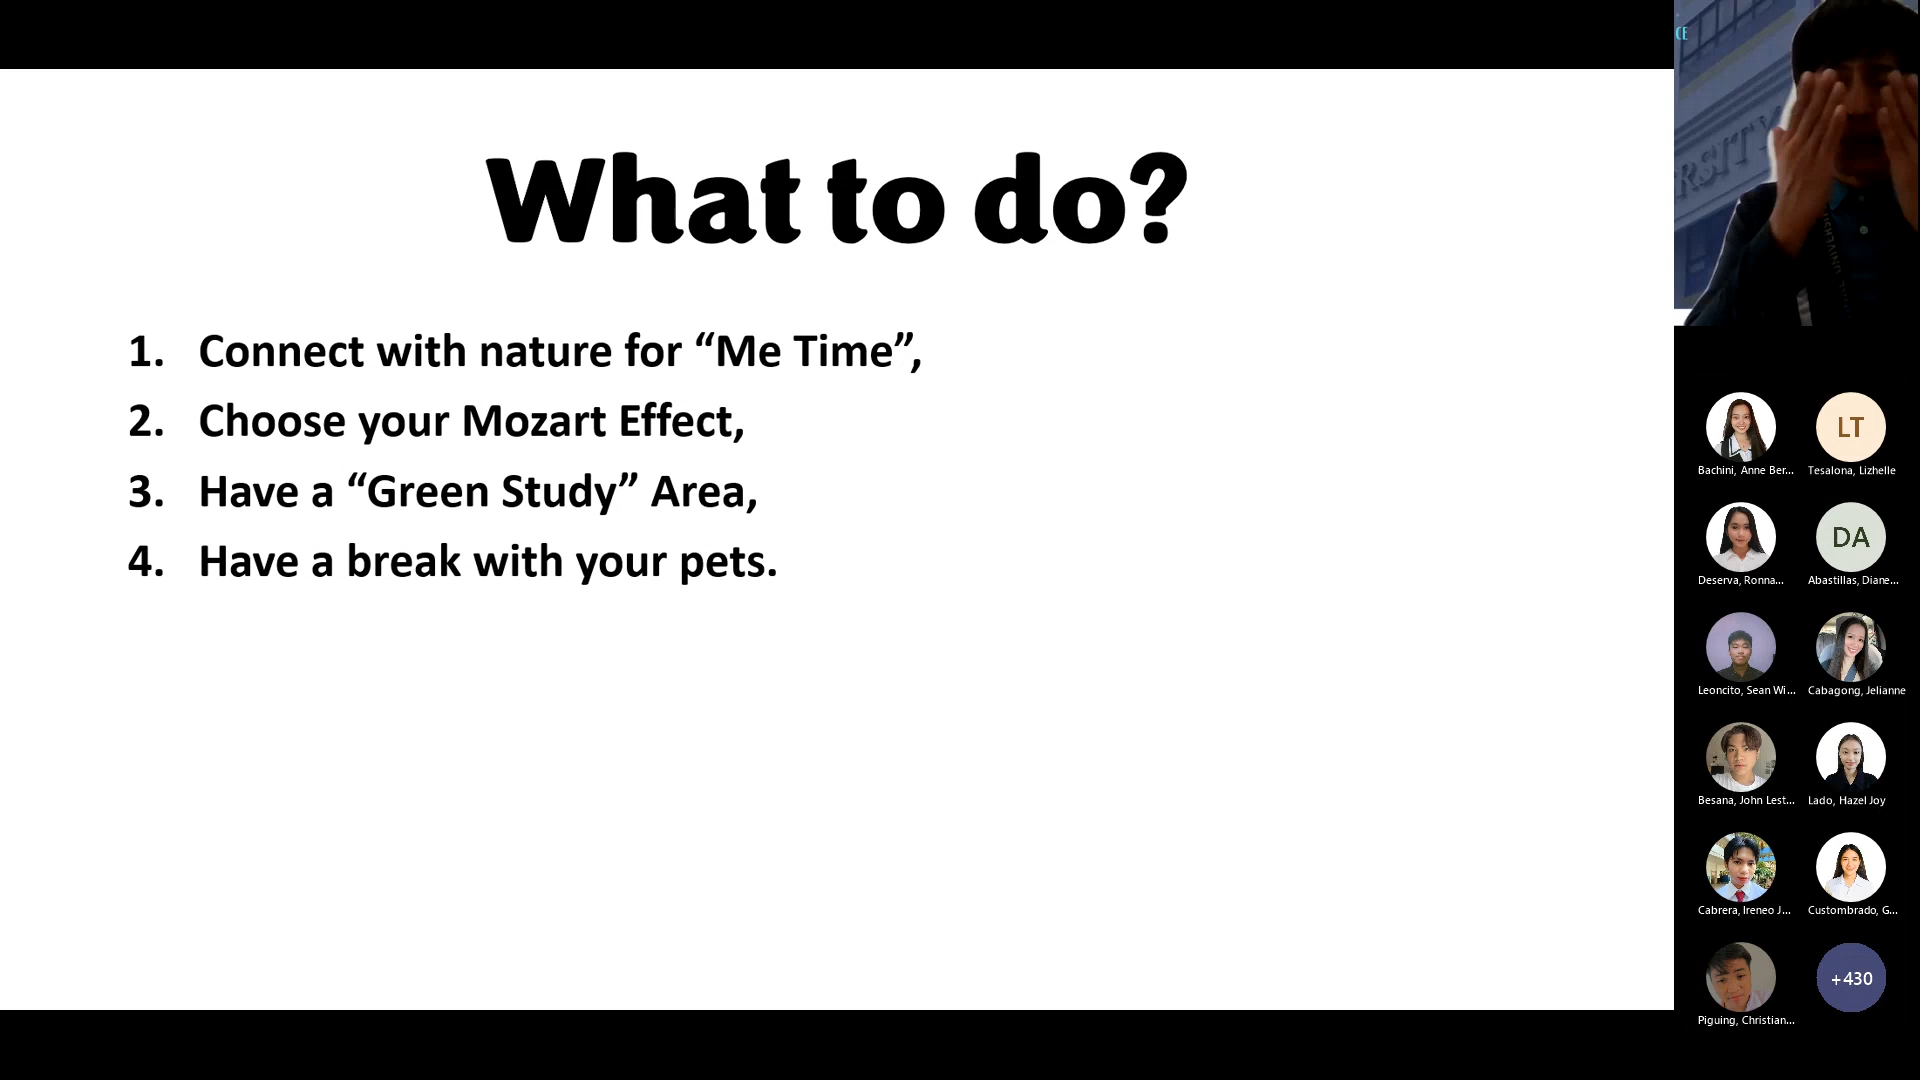 What to do?
1. Connect with nature for “Me Time”,
2. Choose your Mozart Effect,
3. Have a “Green Study” Area,
4. Have a break with your pets.
CE
ERSITY
Bachini, Anne Ber...
LT
Tesalona, Lizhelle
Deserva, Ronna...
DA
Abastillas, Diane...
Leoncito, Sean Wi...
Cabagong, Jelianne
Besana, John Lest...
Lado, Hazel Joy
Cabrera, Ireneo J...
Custombrado, G...
Piguing, Christian...
+430